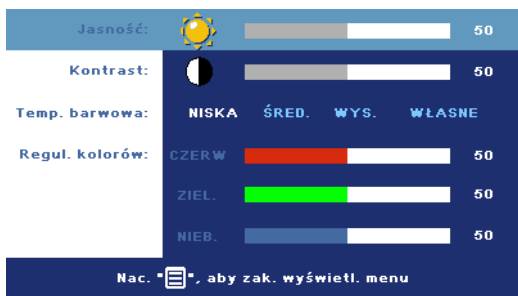 Jasność: 50
Kontrast: 50
Temp. barwowa: NISKA ŚRED. WYS. WŁASNE
Regul. kolorów: CZERW 50
ZIEL. 50
NIEB. 50
Nac. "", aby zak. wyświetl. menu